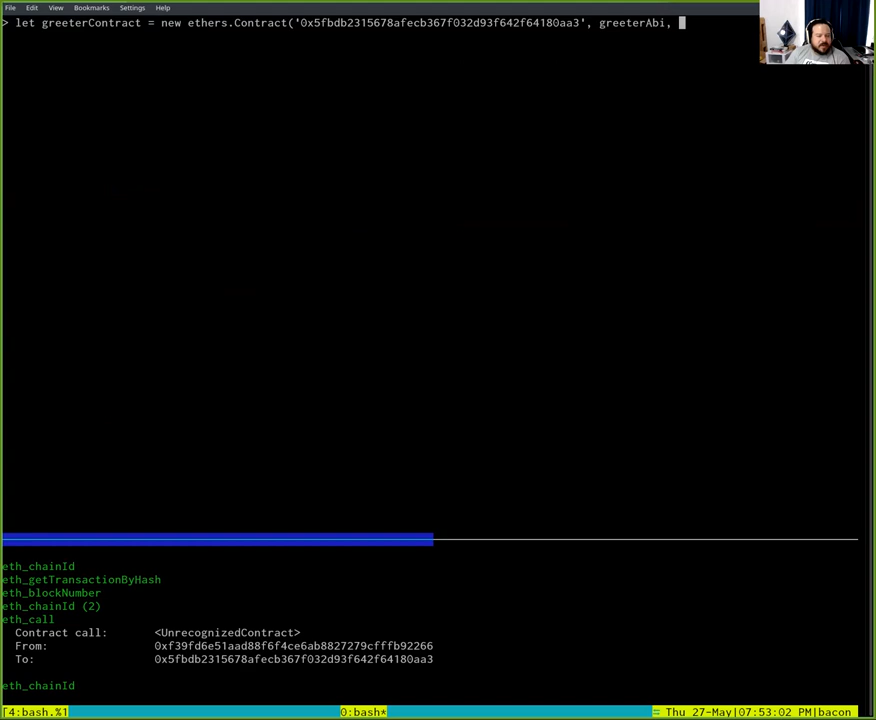 File Edit View Bookmarks Settings Help
> let greeterContract = new ethers.Contract('0x5fbdb2315678afecb367f032d93f642f64180aa3', greeterAbi,
eth_chainId
eth_getTransactionByHash
eth_blockNumber
eth_chainId (2)
eth_call
Contract call: <UnrecognizedContract>
From: 0xf39fd6e51aad88f6f4ce6ab8827279cfffb92266
To: 0x5fbdb2315678afecb367f032d93f642f64180aa3
eth_chainId
[4:bash.%1 0:bash* = Thu 27-May|07:53:02 PM|bacon